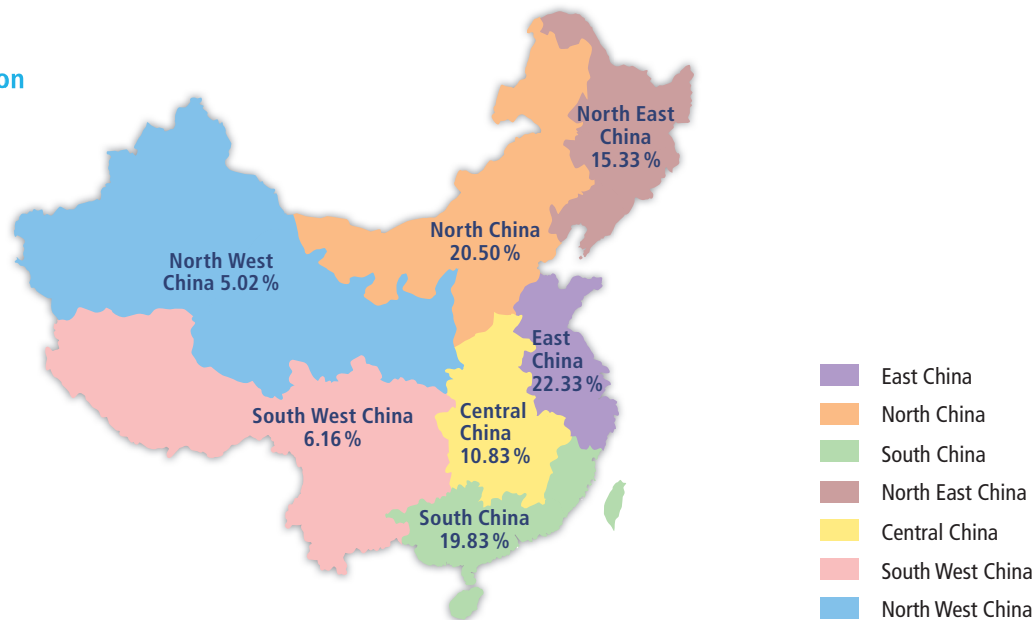 on
North East
China
15.33 %
North China
20.50 %
North West
China 5.02 %
East
China
22.33 %
South West China
6.16 %
Central
China
10.83 %
South China
19.83 %
East China
North China
South China
North East China
Central China
South West China
North West China